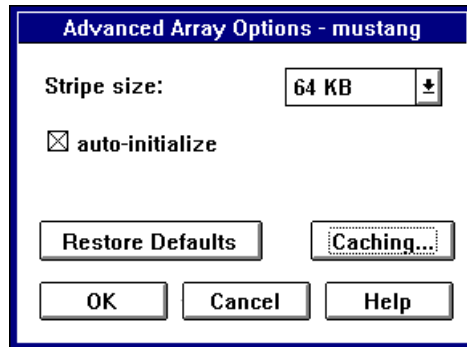 Advanced Array Options - mustang
Stripe size: 64 KB
auto-initialize
Restore Defaults Caching...
OK Cancel Help